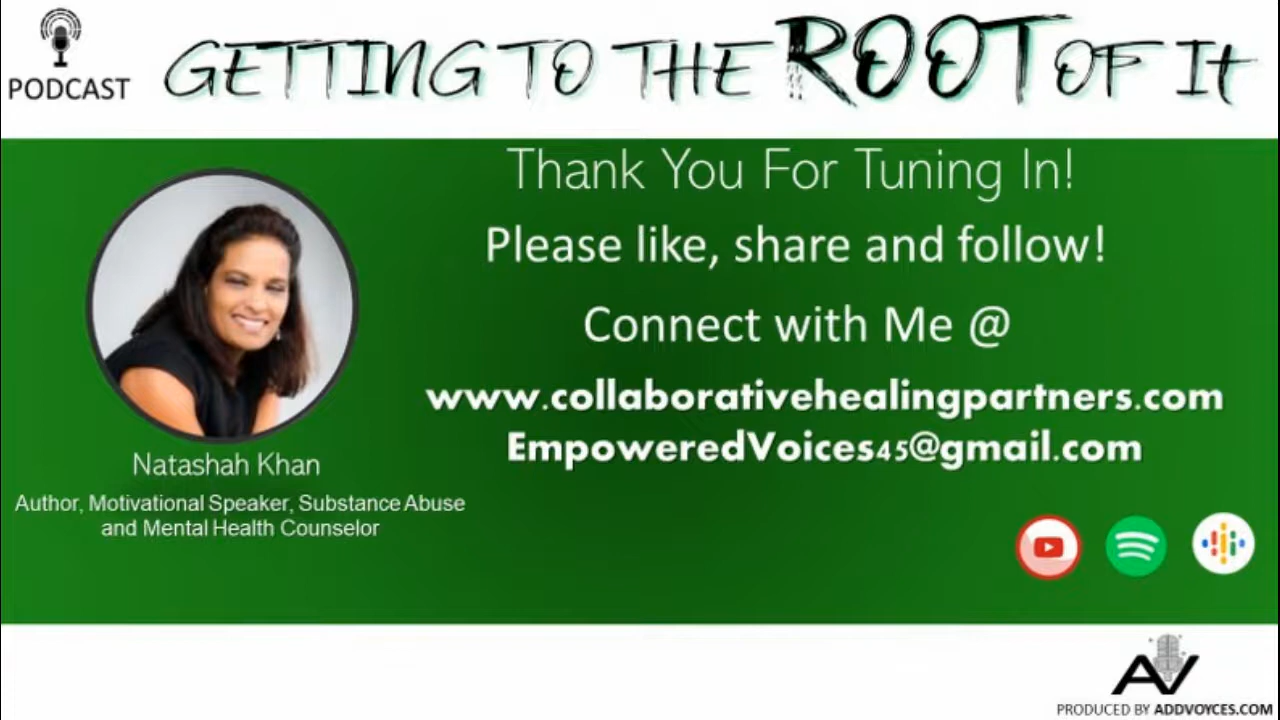 PODCAST
GETTING TO THE ROOT OF It
Thank You For Tuning In!
Please like, share and follow!
Connect with Me @
www.collaborativehealingpartners.com
EmpoweredVoices45@gmail.com
Natashah Khan
Author, Motivational Speaker, Substance Abuse
and Mental Health Counselor
AV
PRODUCED BY ADDVOYCES.COM